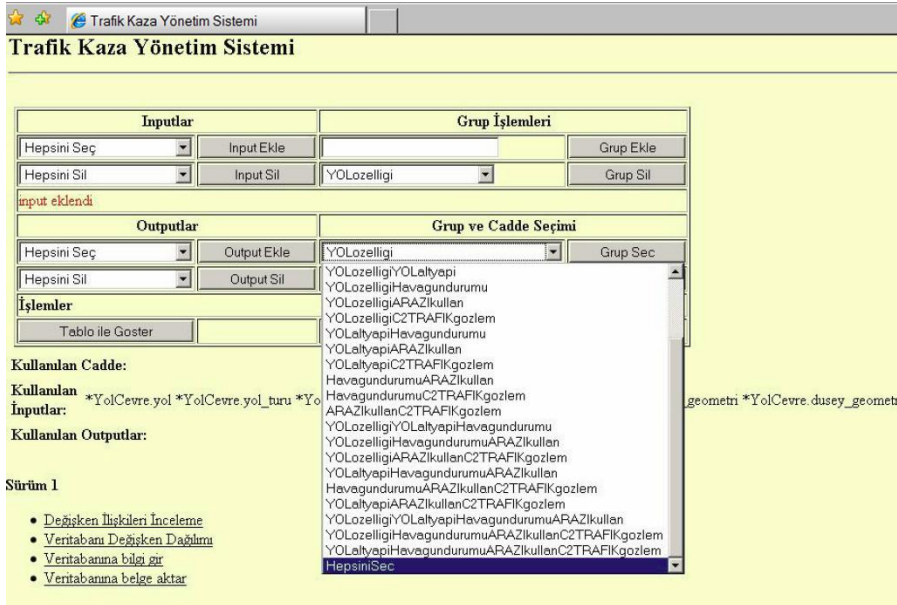 Trafik Kaza Yönetim Sistemi
Trafik Kaza Yönetim Sistemi
Inputlar Grup İşlemleri
Hepsini Seç Input Ekle Grup Ekle
Hepsini Sil Input Sil YOLozelligi Grup Sil
input eklendi
Outputlar Grup ve Cadde Seçimi
Hepsini Seç Output Ekle YOLozelligi Grup Sec
Hepsini Sil Output Sil
İşlemler
Tablo ile Goster
YOLozelligiYOLaltyapi
YOLozelligiHavagundurumu
YOLozelligiARAZIkullan
YOLozelligiC2TRAFIKgozlem
YOLaltyapiHavagundurumu
YOLaltyapiARAZIkullan
YOLaltyapiC2TRAFIKgozlem
HavagundurumuARAZIkullan
HavagundurumuC2TRAFIKgozlem
ARAZIkullanC2TRAFIKgozlem
YOLozelligiYOLaltyapiHavagundurumu
YOLozelligiHavagundurumuARAZIkullan
YOLozelligiARAZIkullanC2TRAFIKgozlem
YOLaltyapiHavagundurumuARAZIkullan
HavagundurumuARAZIkullanC2TRAFIKgozlem
YOLaltyapiARAZIkullanC2TRAFIKgozlem
YOLozelligiYOLaltyapiHavagundurumuARAZIkullan
YOLozelligiHavagundurumuARAZIkullanC2TRAFIKgozlem
YOLaltyapiHavagundurumuARAZIkullanC2TRAFIKgozlem
HepsiniSec
Kullanılan Cadde:
Kullanılan İnputlar: *YolCevre.yol *YolCevre.yol_turu *Yo _geometri *YolCevre.dusey_geometr
Kullanılan Outputlar:
Sürüm 1
Değişken İlişkileri İnceleme
Veritabanı Değişken Dağılımı
Veritabanına bilgi gir
Veritabanına belge aktar